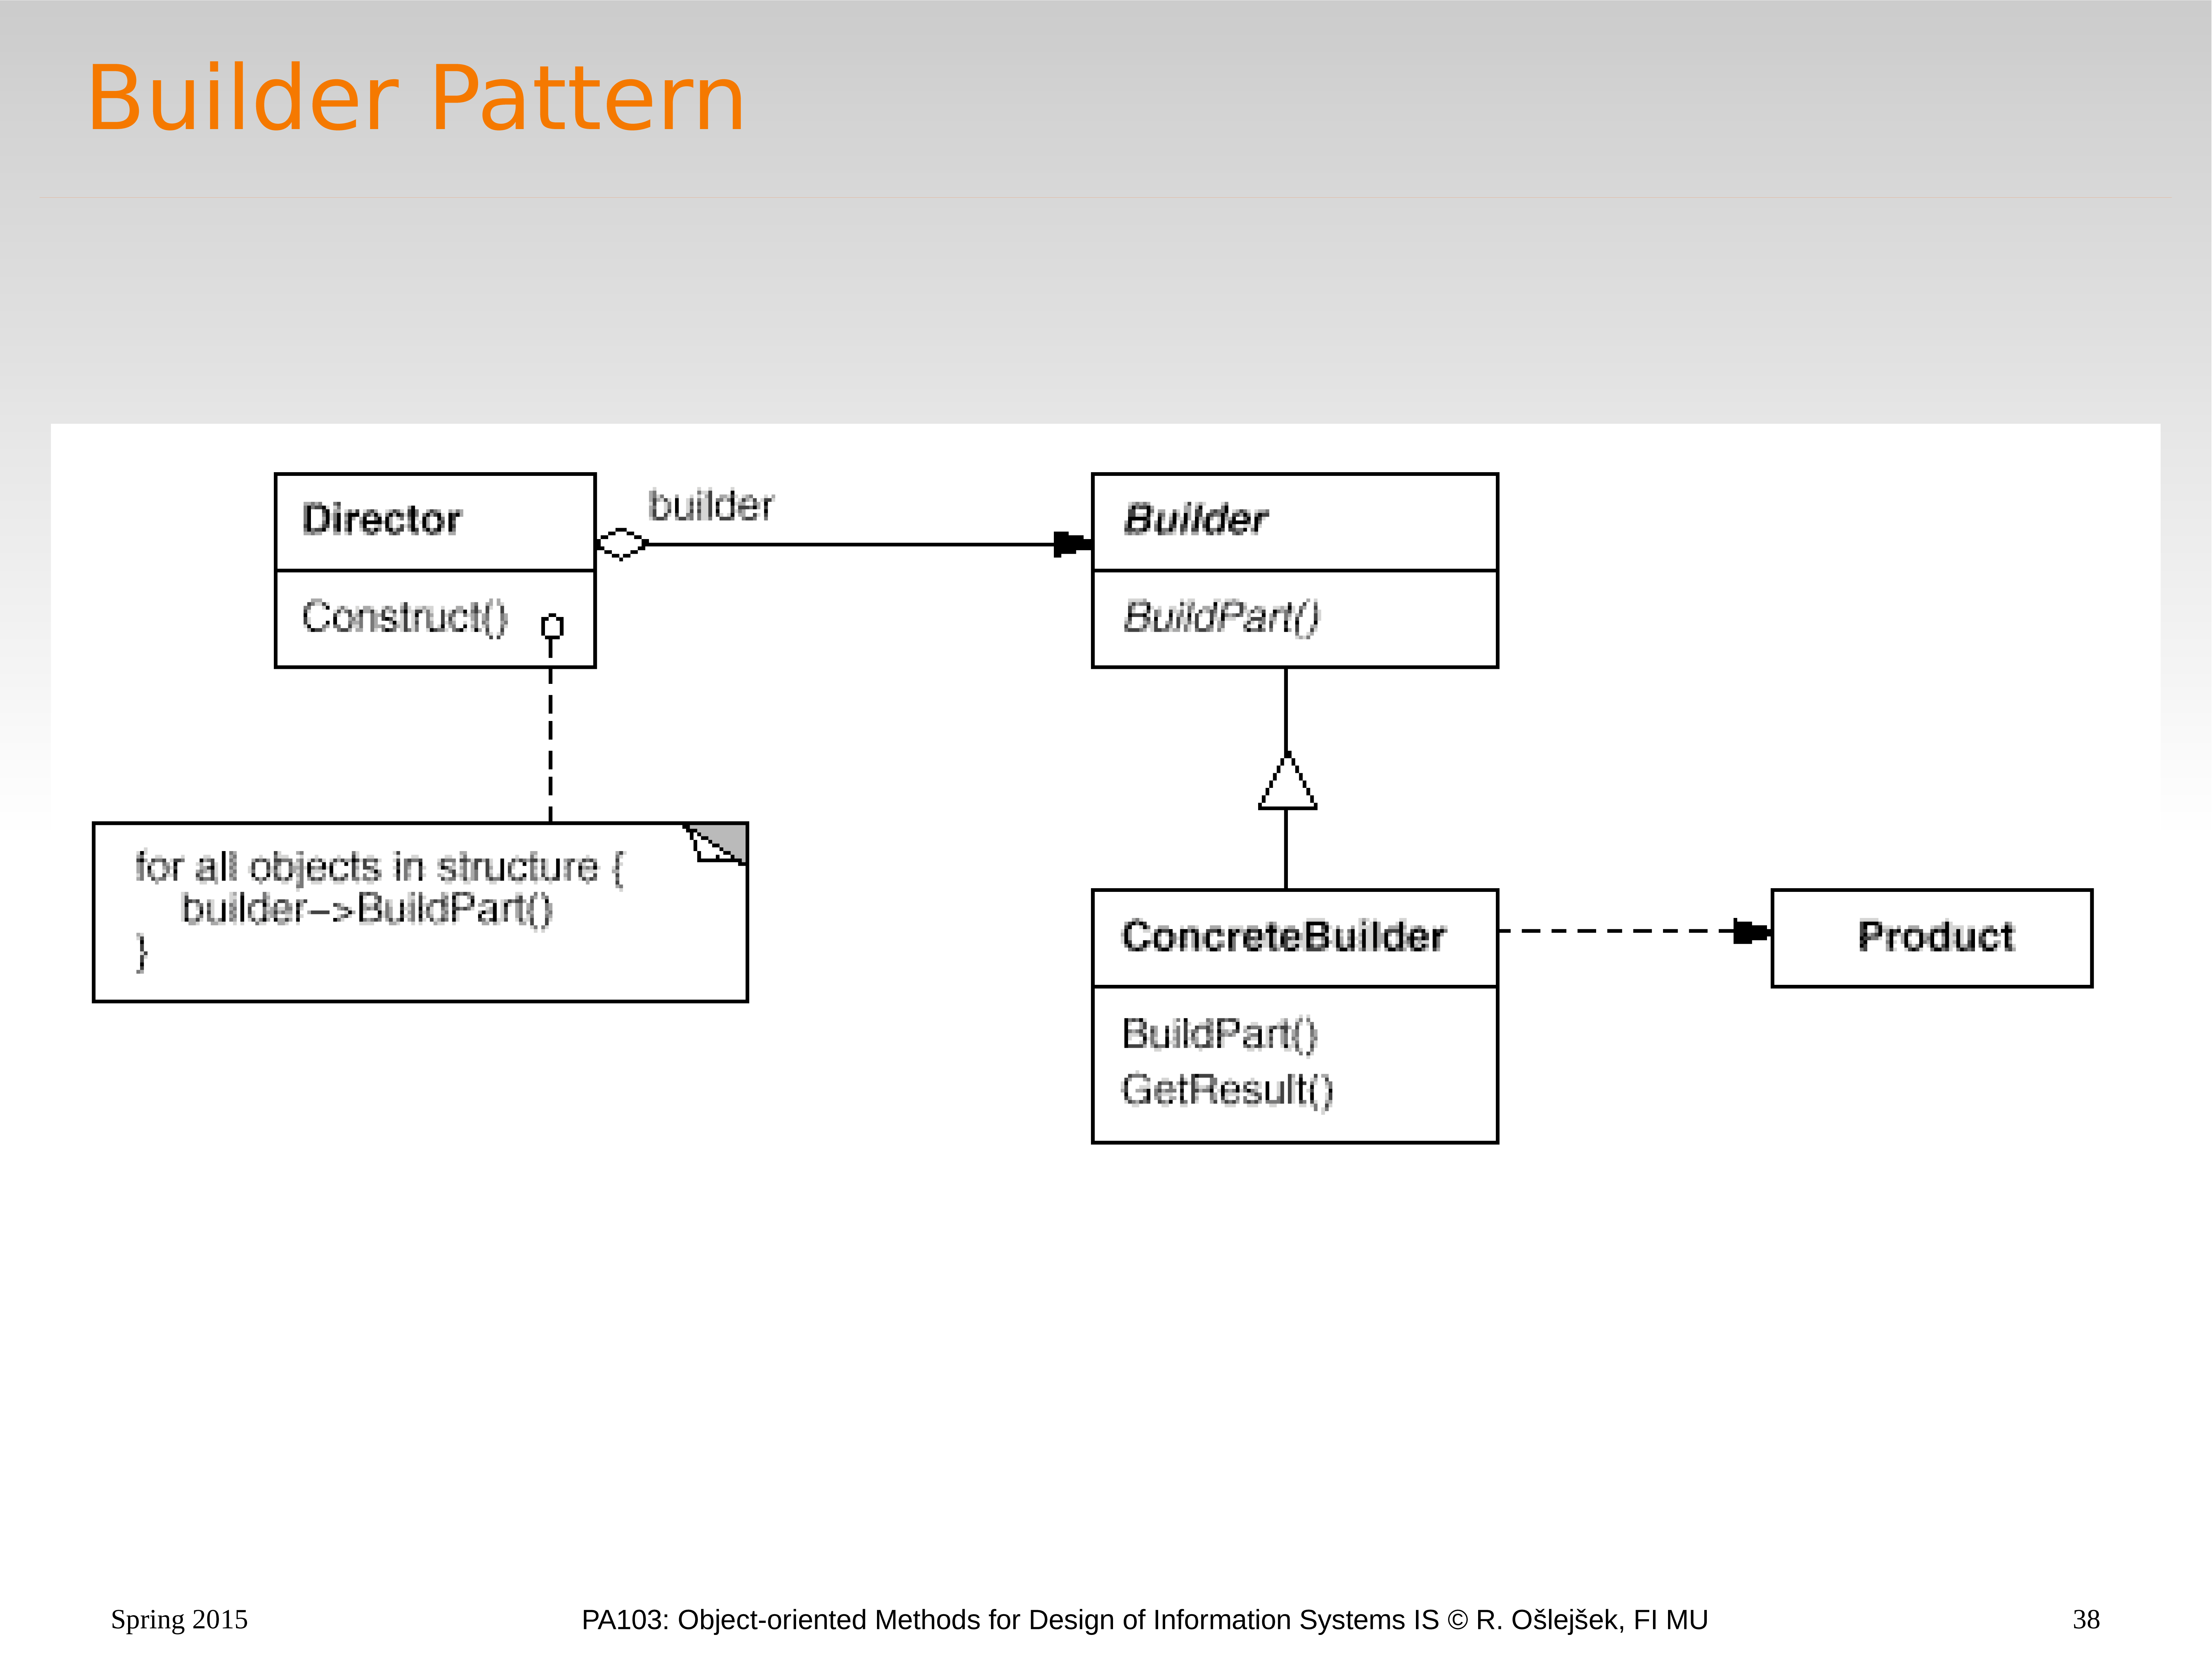 Builder Pattern
Director
builder
Builder
Construct()
BuildPart()
for all objects in structure {
builder–>BuildPart()
}
ConcreteBuilder
Product
BuildPart()
GetResult()
Spring 2015
PA103: Object-oriented Methods for Design of Information Systems IS © R. Ošlejšek, FI MU
38